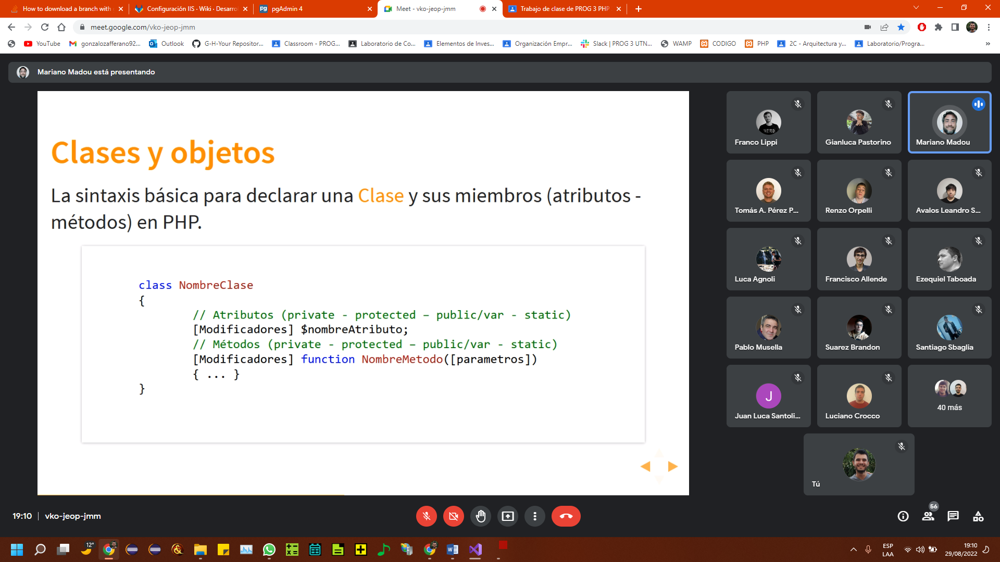 How to download a branch with
Configuración IIS · Wiki · Desarro
pgAdmin 4
Meet - vko-jeop-jmm
Trabajo de clase de PROG 3 PHP
meet.google.com/vko-jeop-jmm
YouTube
gonzalozafferano92...
Outlook
G-H-Your Repositor...
Classroom - PROG...
Laboratorio de Co...
Elementos de Inves...
Organización Empr...
Slack | PROG 3 UTN...
WAMP
CODIGO
PHP
2C - Arquitectura y...
Laboratorio/Progra...
»
Mariano Madou está presentando
Clases y objetos
La sintaxis básica para declarar una Clase y sus miembros (atributos -
métodos) en PHP.
class NombreClase
{
// Atributos (private - protected – public/var - static)
[Modificadores] $nombreAtributo;
// Métodos (private - protected – public/var - static)
[Modificadores] function NombreMetodo([parametros])
{ ... }
}
Franco Lippi
Gianluca Pastorino
Mariano Madou
Tomás A. Pérez P...
Renzo Orpelli
Avalos Leandro S...
Luca Agnoli
Francisco Allende
Ezequiel Taboada
Pablo Musella
Suarez Brandon
Santiago Sbaglia
J
Juan Luca Santoli...
Luciano Crocco
40 más
Tú
19:10 | vko-jeop-jmm
56
12°
ESP
LAA
19:10
29/08/2022